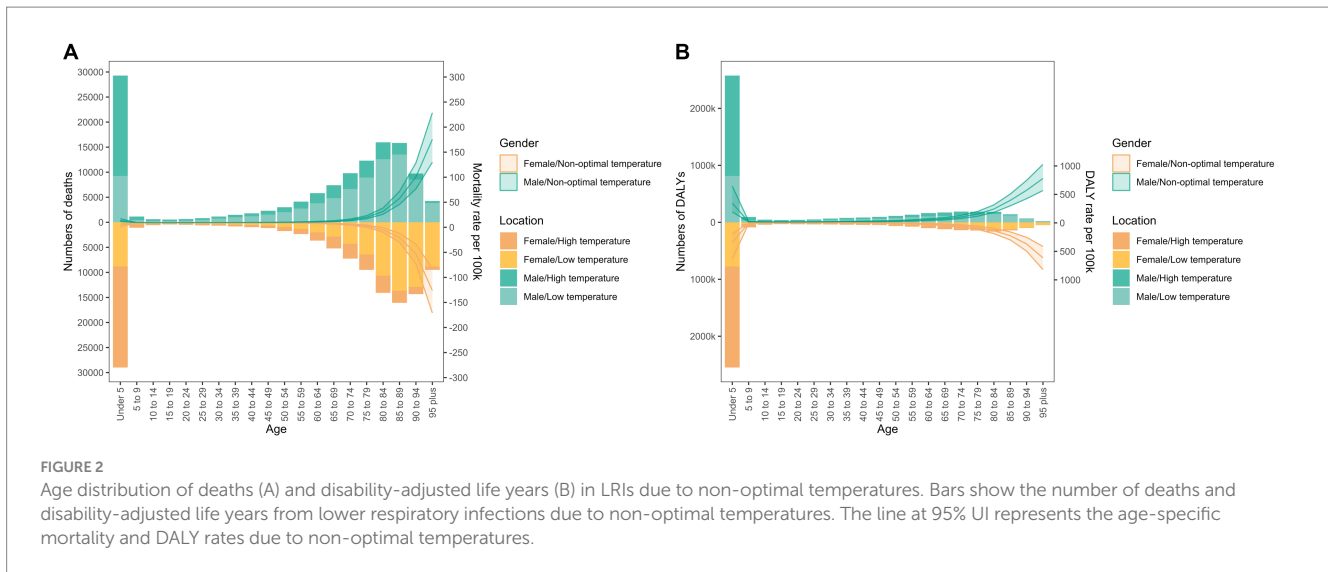 A
30000
25000
20000
15000
10000
5000
0
5000
10000
15000
20000
25000
30000
Numbers of deaths
300
250
200
150
100
50
0
-50
-100
-150
-200
-250
-300
Mortality rate per 100k
Under 5
5 to 9
10 to 14
15 to 19
20 to 24
25 to 29
30 to 34
35 to 39
40 to 44
45 to 49
50 to 54
55 to 59
60 to 64
65 to 69
70 to 74
75 to 79
80 to 84
85 to 89
90 to 94
95 plus
Age
Gender
Female/Non-optimal temperature
Male/Non-optimal temperature
Location
Female/High temperature
Female/Low temperature
Male/High temperature
Male/Low temperature
B
2000k
1000k
0
1000k
2000k
Numbers of DALYs
1000
500
0
500
1000
DALY rate per 100k
Under 5
5 to 9
10 to 14
15 to 19
20 to 24
25 to 29
30 to 34
35 to 39
40 to 44
45 to 49
50 to 54
55 to 59
60 to 64
65 to 69
70 to 74
75 to 79
80 to 84
85 to 89
90 to 94
95 plus
Age
Gender
Female/Non-optimal temperature
Male/Non-optimal temperature
Location
Female/High temperature
Female/Low temperature
Male/High temperature
Male/Low temperature
FIGURE 2
Age distribution of deaths (A) and disability-adjusted life years (B) in LRIs due to non-optimal temperatures. Bars show the number of deaths and
disability-adjusted life years from lower respiratory infections due to non-optimal temperatures. The line at 95% UI represents the age-specific
mortality and DALY rates due to non-optimal temperatures.